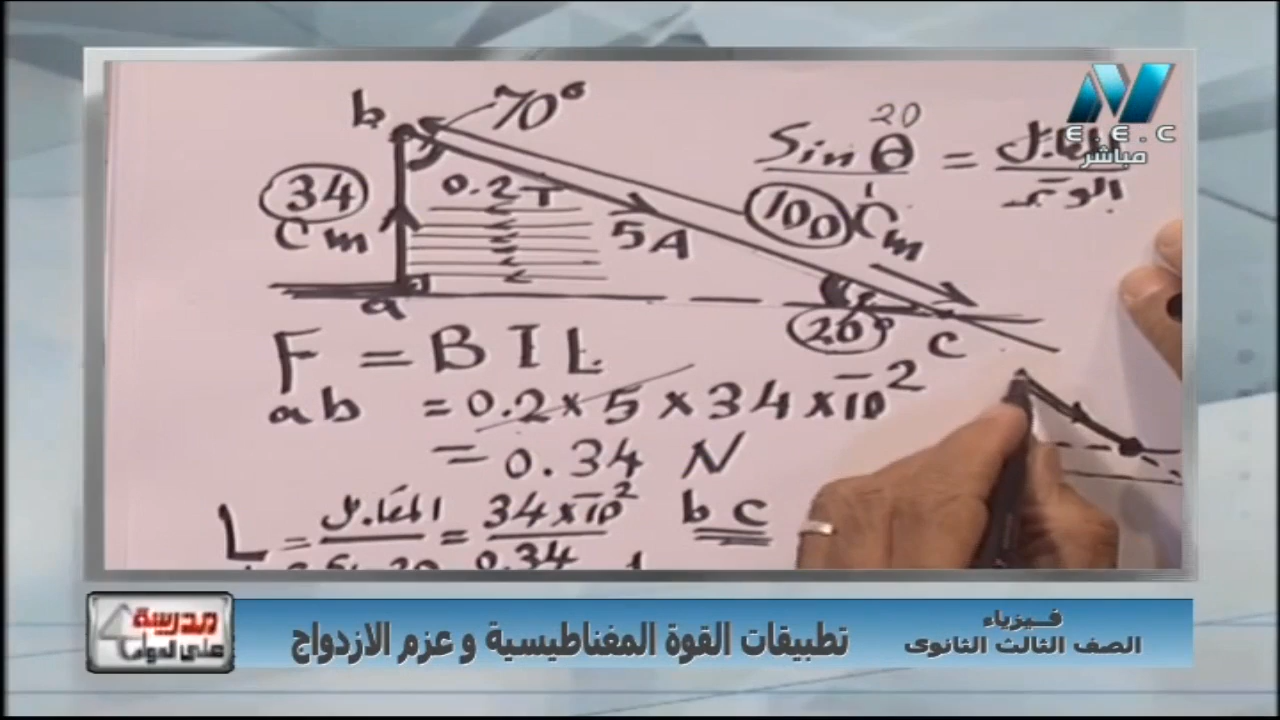 b
70°
34
Cm
0.2T
5A
100 Cm
20°
a
c
20
Sin θ = المقابل
الوتر
E.E.C
مباشر
F = B I L
ab = 0.2 × 5 × 34 × 10⁻²
= 0.34 N
L = المقابل = 34 × 10⁻²
0.34
b c
مدرسة
على الهواء
تطبيقات القوة المغناطيسية و عزم الازدواج
فيزياء
الصف الثالث الثانوى